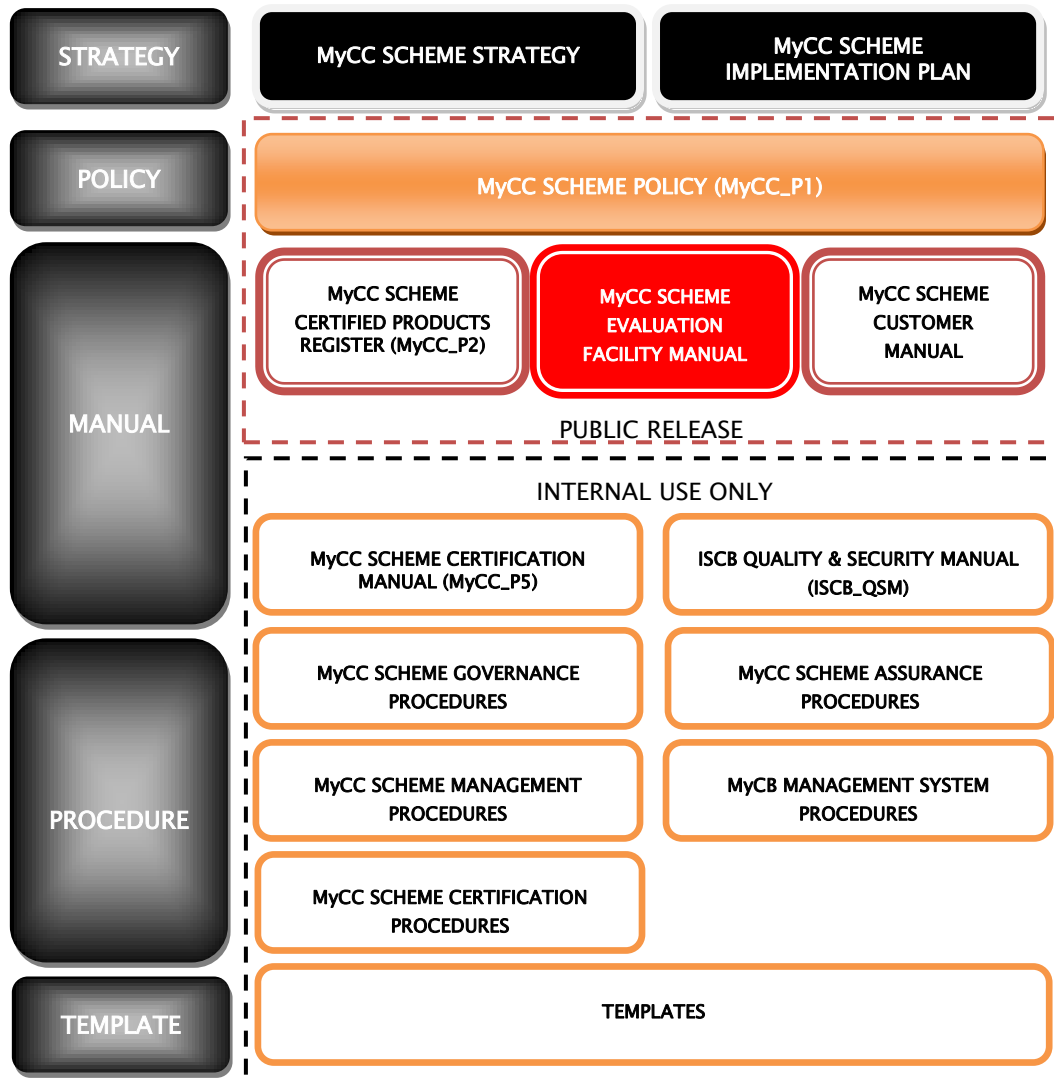 STRATEGY
MyCC SCHEME STRATEGY
MyCC SCHEME
IMPLEMENTATION PLAN
POLICY
MyCC SCHEME POLICY (MyCC_P1)
MANUAL
MyCC SCHEME
CERTIFIED PRODUCTS
REGISTER (MyCC_P2)
MyCC SCHEME
EVALUATION
FACILITY MANUAL
MyCC SCHEME
CUSTOMER
MANUAL
PUBLIC RELEASE
INTERNAL USE ONLY
MyCC SCHEME CERTIFICATION
MANUAL (MyCC_P5)
ISCB QUALITY & SECURITY MANUAL
(ISCB_QSM)
PROCEDURE
MyCC SCHEME GOVERNANCE
PROCEDURES
MyCC SCHEME ASSURANCE
PROCEDURES
MyCC SCHEME MANAGEMENT
PROCEDURES
MyCB MANAGEMENT SYSTEM
PROCEDURES
MyCC SCHEME CERTIFICATION
PROCEDURES
TEMPLATE
TEMPLATES